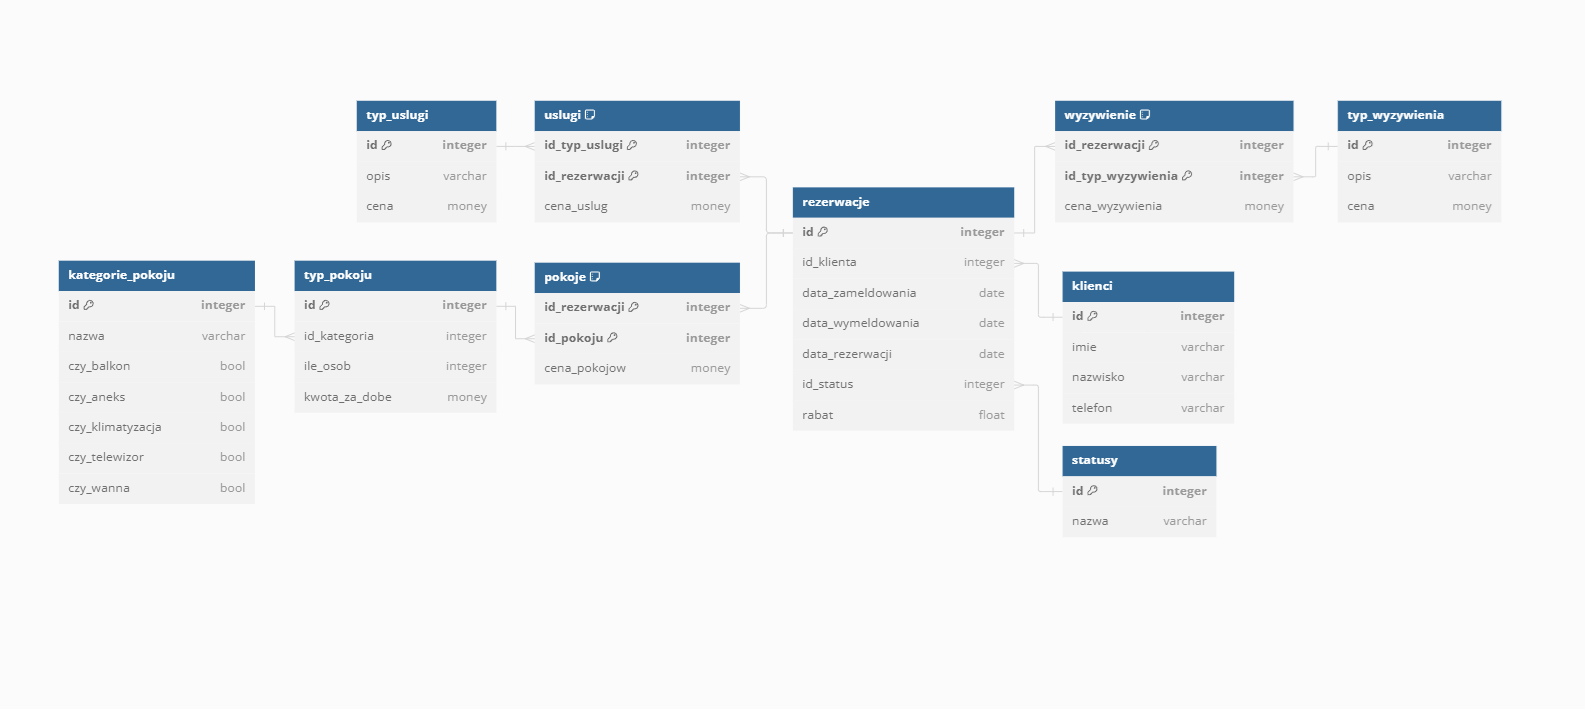 typ_uslugi
id integer
opis varchar
cena money
uslugi
id_typ_uslugi integer
id_rezerwacji integer
cena_uslug money
wyzywienie
id_rezerwacji integer
id_typ_wyzywienia integer
cena_wyzywienia money
typ_wyzywienia
id integer
opis varchar
cena money
rezerwacje
id integer
id_klienta integer
data_zameldowania date
data_wymeldowania date
data_rezerwacji date
id_status integer
rabat float
kategorie_pokoju
id integer
nazwa varchar
czy_balkon bool
czy_aneks bool
czy_klimatyzacja bool
czy_telewizor bool
czy_wanna bool
typ_pokoju
id integer
id_kategoria integer
ile_osob integer
kwota_za_dobe money
pokoje
id_rezerwacji integer
id_pokoju integer
cena_pokojow money
klienci
id integer
imie varchar
nazwisko varchar
telefon varchar
statusy
id integer
nazwa varchar